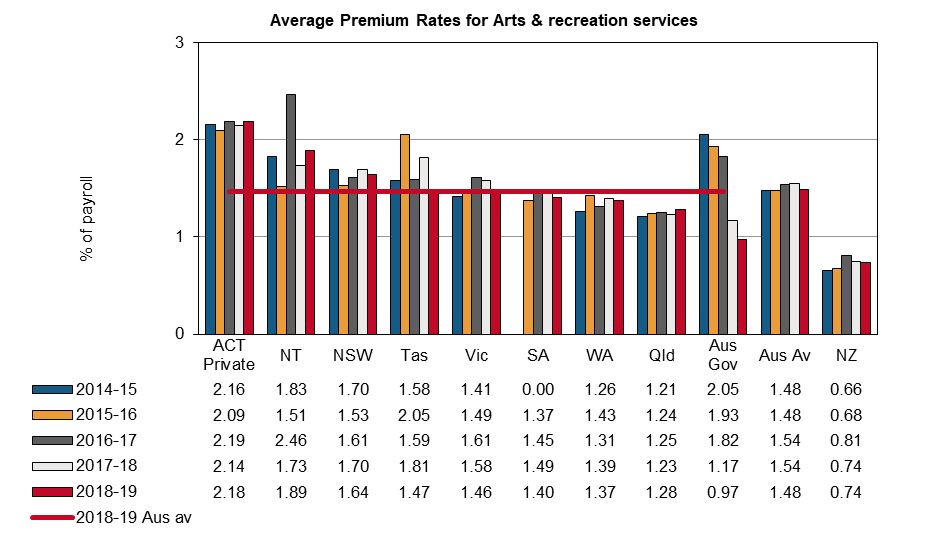 Average Premium Rates for Arts & recreation services
3
2
1
0
% of payroll
ACT Private NT NSW Tas Vic SA WA Qld Aus Gov Aus Av NZ
2014-15 2.16 1.83 1.70 1.58 1.41 0.00 1.26 1.21 2.05 1.48 0.66
2015-16 2.09 1.51 1.53 2.05 1.49 1.37 1.43 1.24 1.93 1.48 0.68
2016-17 2.19 2.46 1.61 1.59 1.61 1.45 1.31 1.25 1.82 1.54 0.81
2017-18 2.14 1.73 1.70 1.81 1.58 1.49 1.39 1.23 1.17 1.54 0.74
2018-19 2.18 1.89 1.64 1.47 1.46 1.40 1.37 1.28 0.97 1.48 0.74
2018-19 Aus av